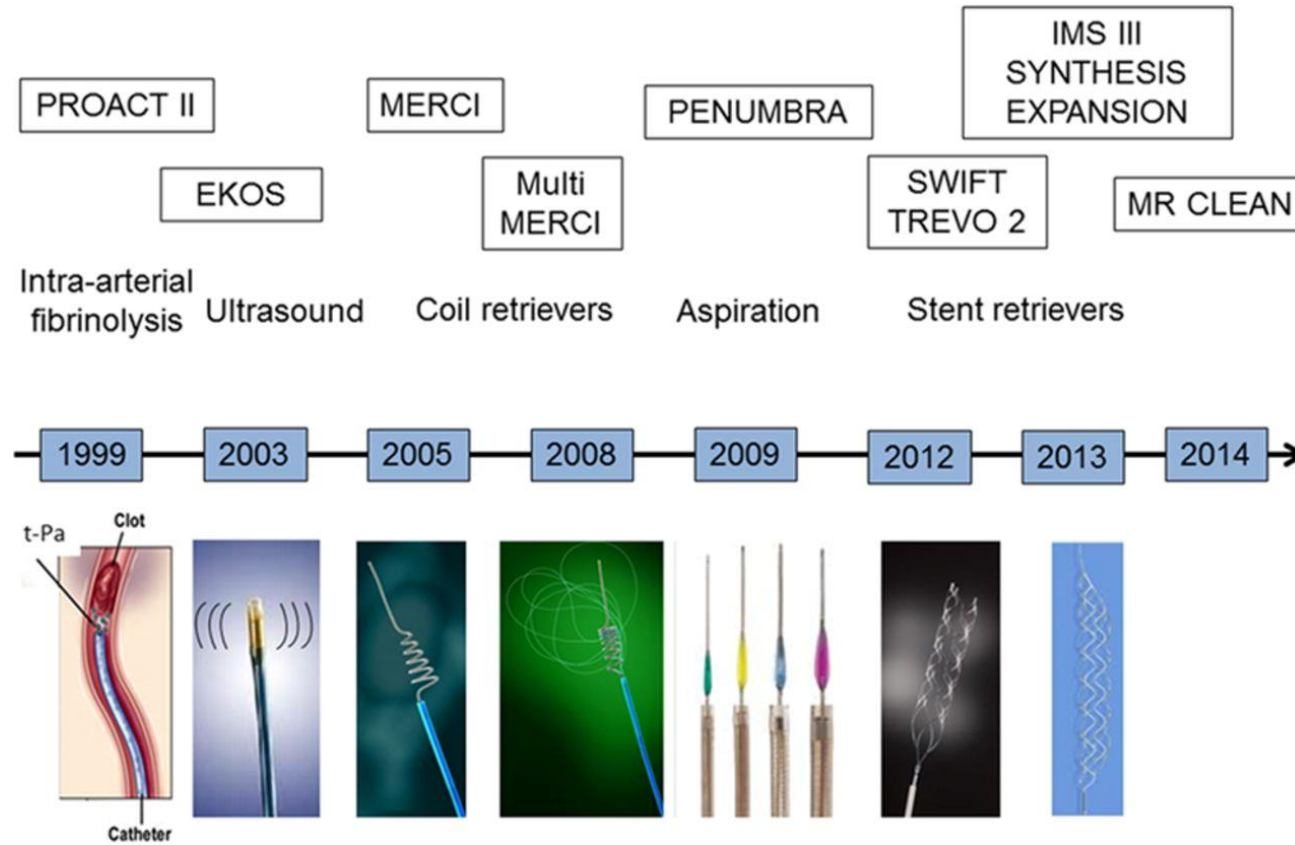 IMS III
SYNTHESIS
EXPANSION
PROACT II
MERCI
PENUMBRA
EKOS
Multi
MERCI
SWIFT
TREVO 2
MR CLEAN
Intra-arterial
fibrinolysis
Ultrasound
Coil retrievers
Aspiration
Stent retrievers
1999
2003
2005
2008
2009
2012
2013
2014
Clot
t-Pa
Catheter